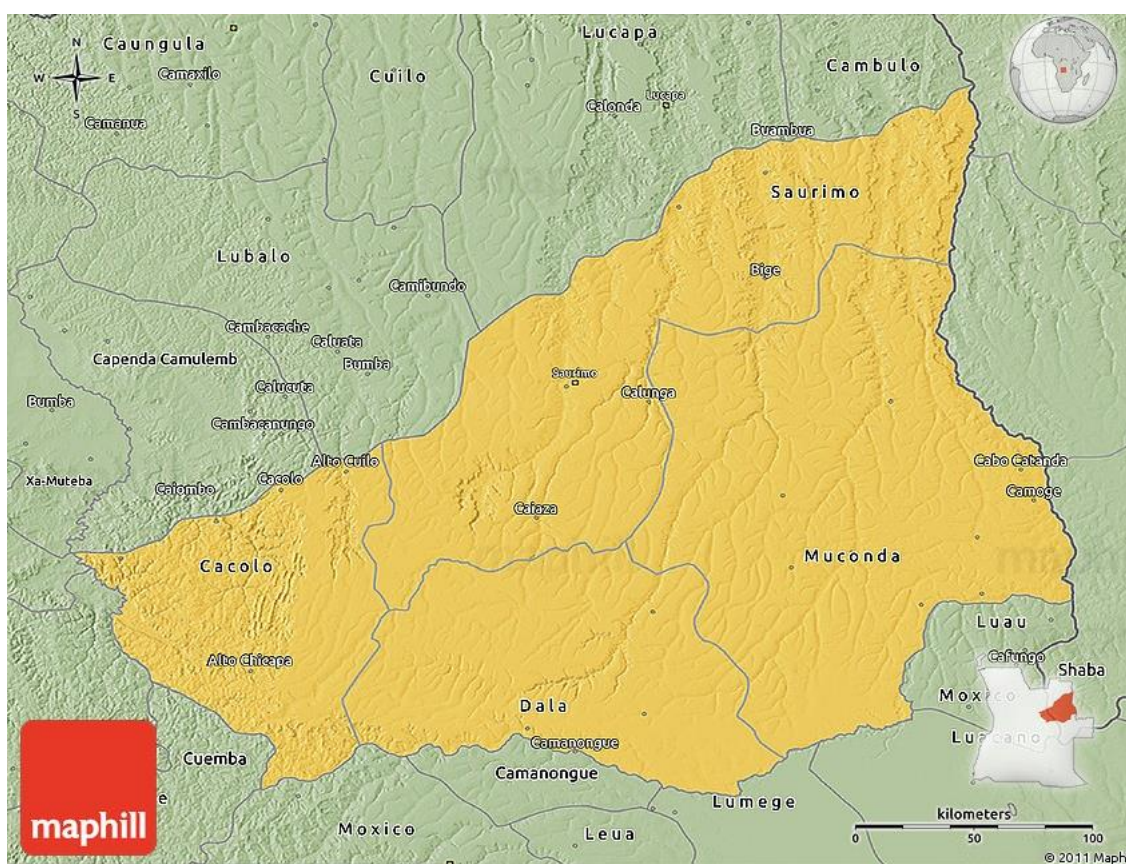 N
W E
S
Caungula
Camaxilo
Camanua
Cuilo
Lucapa
Calonda
Lucapa
Cambulo
Buambua
Saurimo
Bige
Lubalo
Camibundo
Cambacache
Caluata
Capenda Camulemb
Bumba
Calucuta
Bumba
Cambacanungo
Saurimo
Calunga
Xa-Muteba
Alto Cuilo
Cacolo
Caiombo
Cabo Catanda
Camoge
Caiaza
Cacolo
Muconda
Luau
Cafungo
Shaba
Alto Chicapa
Moxico
Dala
Luacano
Camanongue
Cuemba
Camanongue
Lumege
Moxico
Leua
maphill
kilometers
0 50 100
© 2011 Maph